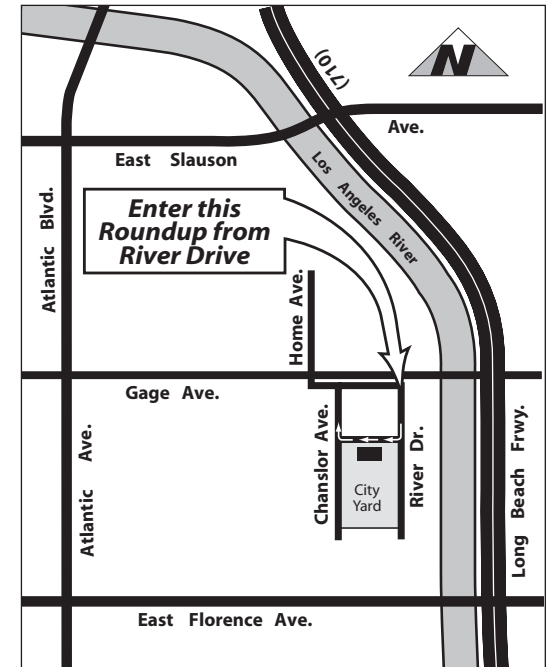 (710)
N
Ave.
East Slauson
Los Angeles River
Atlantic Blvd.
Enter this
Roundup from
River Drive
Home Ave.
Gage Ave.
Chanslor Ave.
River Dr.
Long Beach Frwy.
Atlantic Ave.
City
Yard
East Florence Ave.